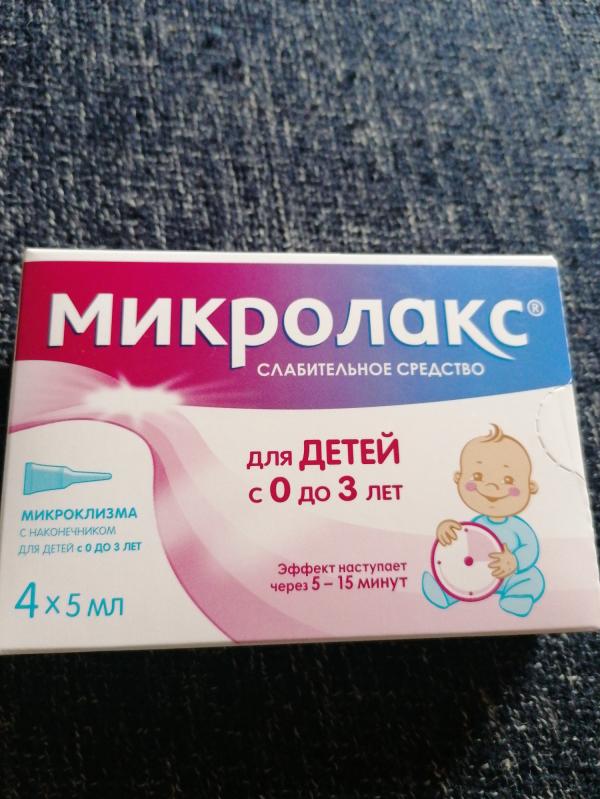 Микролакс®
СЛАБИТЕЛЬНОЕ СРЕДСТВО
для ДЕТЕЙ
с 0 до 3 лет
МИКРОКЛИЗМА
С НАКОНЕЧНИКОМ
ДЛЯ ДЕТЕЙ с 0 ДО 3 ЛЕТ
4 x 5 мл
Эффект наступает
через 5 – 15 минут